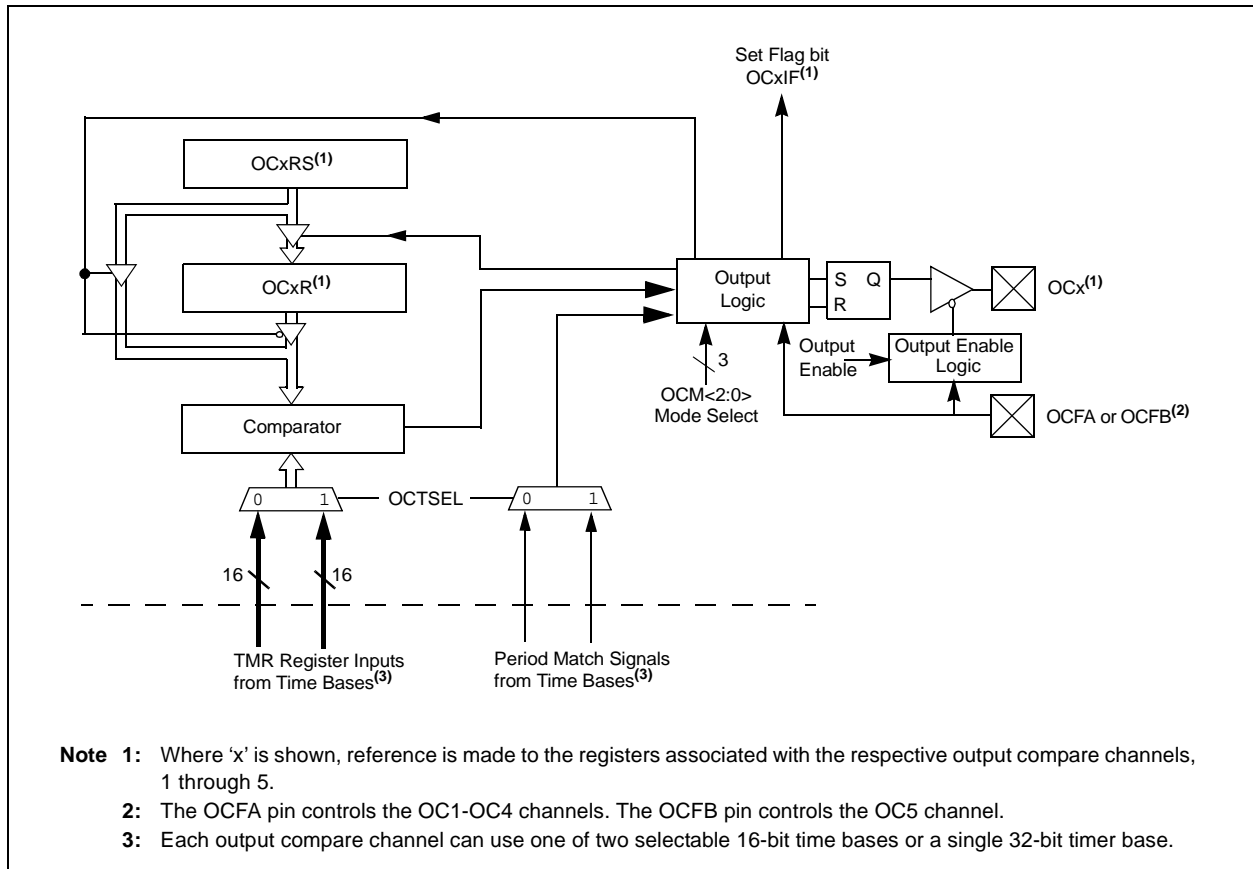 Set Flag bit
OCxIF(1)
OCxRS(1)
OCxR(1)
Output
Logic
S Q
R
OCx(1)
Output
Enable
Output Enable
Logic
3
OCM<2:0>
Mode Select
OCFA or OCFB(2)
Comparator
0 1
OCTSEL
0 1
16
16
TMR Register Inputs
from Time Bases(3)
Period Match Signals
from Time Bases(3)
Note 1: Where ‘x’ is shown, reference is made to the registers associated with the respective output compare channels,
1 through 5.
2: The OCFA pin controls the OC1-OC4 channels. The OCFB pin controls the OC5 channel.
3: Each output compare channel can use one of two selectable 16-bit time bases or a single 32-bit timer base.